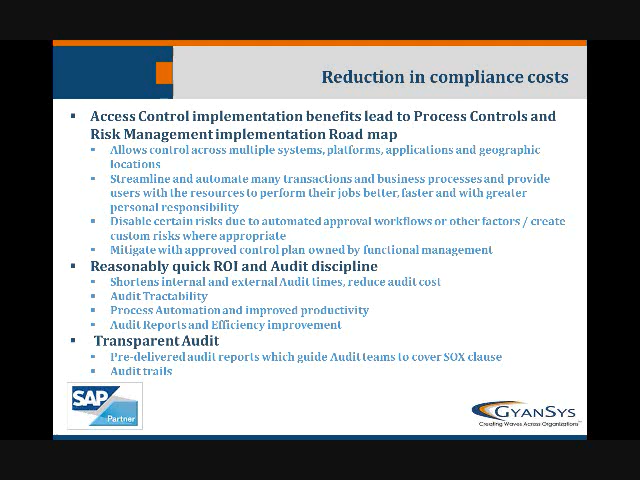 Reduction in compliance costs
Access Control implementation benefits lead to Process Controls and
Risk Management implementation Road map
Allows control across multiple systems, platforms, applications and geographic
locations
Streamline and automate many transactions and business processes and provide
users with the resources to perform their jobs better, faster and with greater
personal responsibility
Disable certain risks due to automated approval workflows or other factors / create
custom risks where appropriate
Mitigate with approved control plan owned by functional management
Reasonably quick ROI and Audit discipline
Shortens internal and external Audit times, reduce audit cost
Audit Tractability
Process Automation and improved productivity
Audit Reports and Efficiency improvement
Transparent Audit
Pre-delivered audit reports which guide Audit teams to cover SOX clause
Audit trails
SAP
Partner
GyanSys
Creating Waves Across Organizations